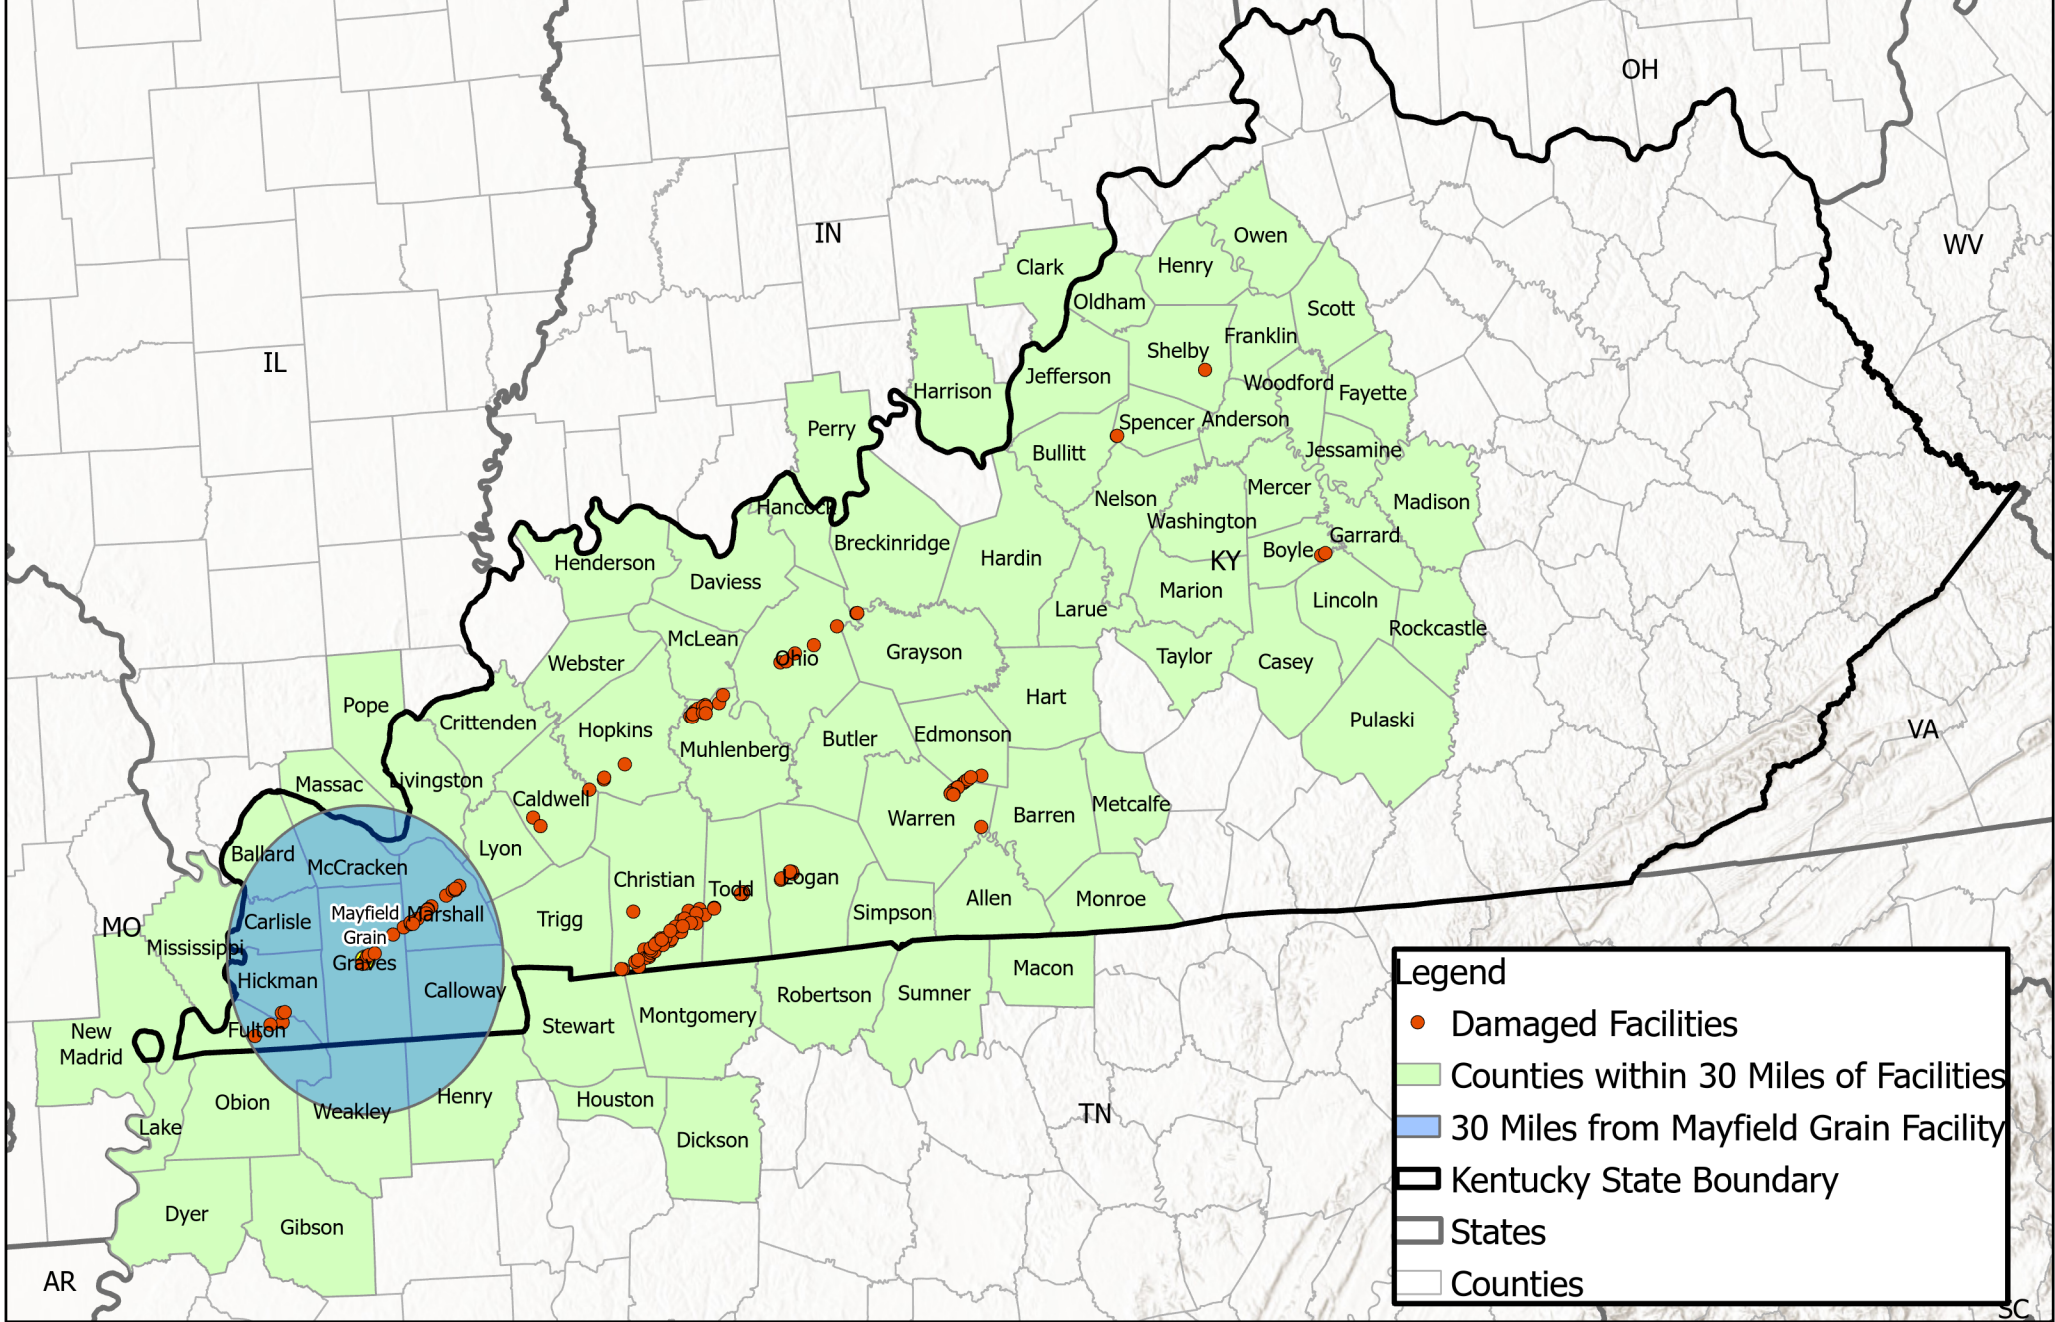 OH
IN
WV
IL
Owen
Clark
Henry
Oldham
Scott
Franklin
Shelby
Jefferson
Woodford
Fayette
Harrison
Spencer
Anderson
Perry
Bullitt
Jessamine
Mercer
Nelson
Madison
Hancock
Washington
Garrard
Breckinridge
Boyle
KY
Hardin
Henderson
Daviess
Marion
Larue
Lincoln
Rockcastle
McLean
Grayson
Ohio
Taylor
Casey
Webster
Hart
Pope
Crittenden
Pulaski
Hopkins
Edmonson
Butler
Muhlenberg
VA
Massac
Livingston
Caldwell
Metcalfe
Warren
Barren
Lyon
Ballard
McCracken
Christian
Logan
Todd
Allen
Monroe
Mayfield
Grain
Marshall
Simpson
Trigg
Carlisle
MO
Mississippi
Graves
Hickman
Calloway
Macon
Robertson
Sumner
Montgomery
Stewart
Fulton
New
Madrid
Obion
Weakley
Henry
Houston
Lake
Dickson
TN
Dyer
Gibson
AR
Legend
Damaged Facilities
Counties within 30 Miles of Facilities
30 Miles from Mayfield Grain Facility
Kentucky State Boundary
States
Counties
SC